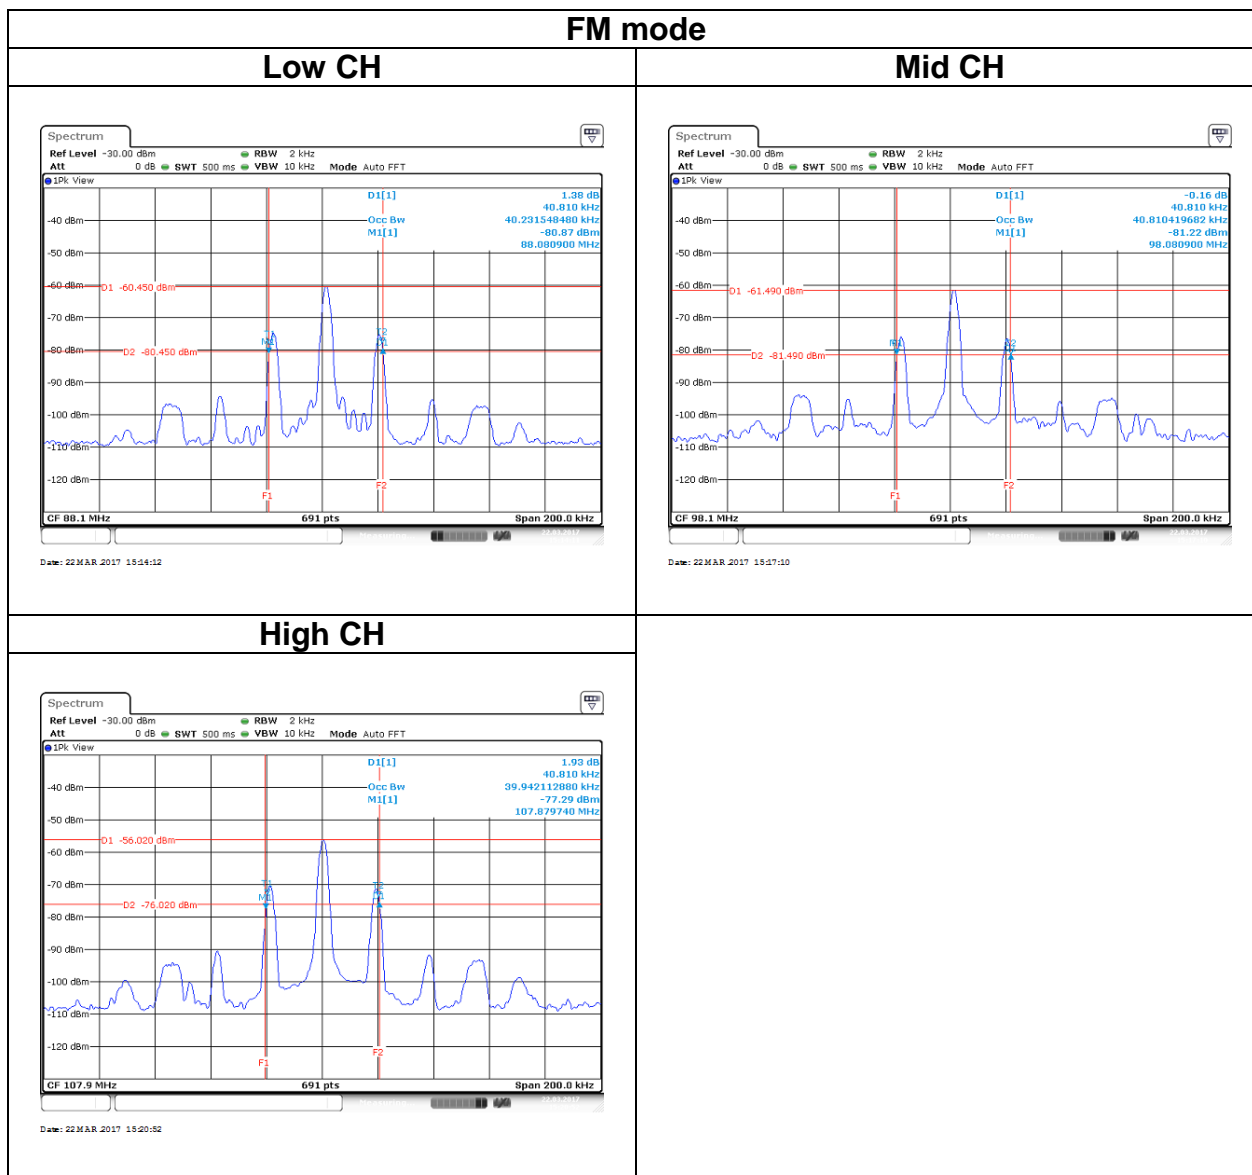 FM mode
Low CH
Mid CH
Spectrum
Ref Level -30.00 dBm RBW 2 kHz
Att 0 dB SWT 500 ms VBW 10 kHz Mode Auto FFT
1Pk View
D1[1] 1.38 dB
40.810 kHz
Occ Bw 40.231548480 kHz
M1[1] -80.87 dBm
88.080900 MHz
-40 dBm
-50 dBm
-60 dBm
D1 -60.450 dBm
-70 dBm
-80 dBm
D2 -80.450 dBm
-90 dBm
-100 dBm
-110 dBm
-120 dBm
F1
F2
CF 88.1 MHz 691 pts Span 200.0 kHz
Date: 22.MAR.2017 15:14:12
Spectrum
Ref Level -30.00 dBm RBW 2 kHz
Att 0 dB SWT 500 ms VBW 10 kHz Mode Auto FFT
1Pk View
D1[1] -0.16 dB
40.810 kHz
Occ Bw 40.810419682 kHz
M1[1] -81.22 dBm
98.080900 MHz
-40 dBm
-50 dBm
-60 dBm
D1 -61.490 dBm
-70 dBm
-80 dBm
D2 -81.490 dBm
-90 dBm
-100 dBm
-110 dBm
-120 dBm
F1
F2
CF 98.1 MHz 691 pts Span 200.0 kHz
Date: 22.MAR.2017 15:17:10
High CH
Spectrum
Ref Level -30.00 dBm RBW 2 kHz
Att 0 dB SWT 500 ms VBW 10 kHz Mode Auto FFT
1Pk View
D1[1] 1.93 dB
40.810 kHz
Occ Bw 39.942112880 kHz
M1[1] -77.29 dBm
107.879740 MHz
-40 dBm
-50 dBm
D1 -56.020 dBm
-60 dBm
-70 dBm
M1
-80 dBm
D2 -76.020 dBm
-90 dBm
-100 dBm
-110 dBm
-120 dBm
F1
F2
CF 107.9 MHz 691 pts Span 200.0 kHz
Date: 22.MAR.2017 15:20:52